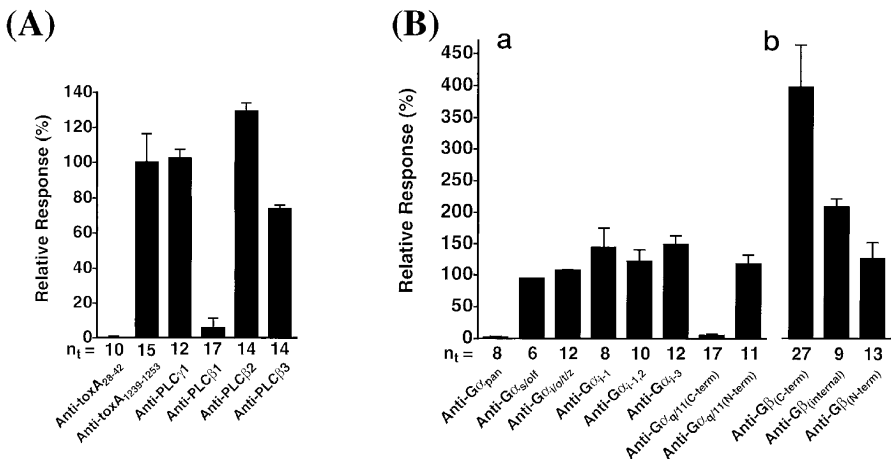 (A)
Relative Response (%)
140
120
100
80
60
40
20
0
nt = 10 15 12 17 14 14
Anti-toxA28-42
Anti-toxA1239-1253
Anti-PLCγ1
Anti-PLCβ1
Anti-PLCβ2
Anti-PLCβ3
(B)
a
b
Relative Response (%)
450
400
350
300
250
200
150
100
50
0
nt = 8 6 12 8 10 12 17 11 27 9 13
Anti-Gαpan
Anti-Gαs/olf
Anti-Gαi/o/t/z
Anti-Gαi-1
Anti-Gαi-1,2
Anti-Gαi-3
Anti-Gαq/11(C-term)
Anti-Gαq/11(N-term)
Anti-Gβ(C-term)
Anti-Gβ(internal)
Anti-Gβ(N-term)